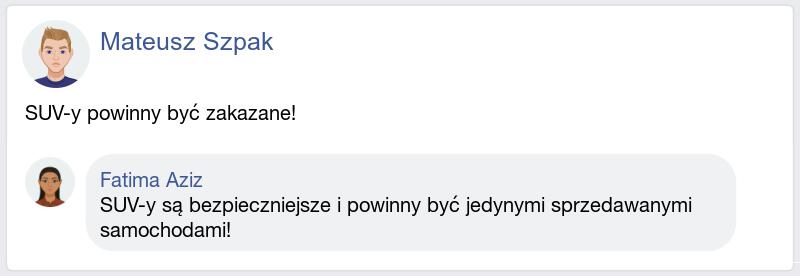 Mateusz Szpak
SUV-y powinny być zakazane!
Fatima Aziz
SUV-y są bezpieczniejsze i powinny być jedynymi sprzedawanymi
samochodami!